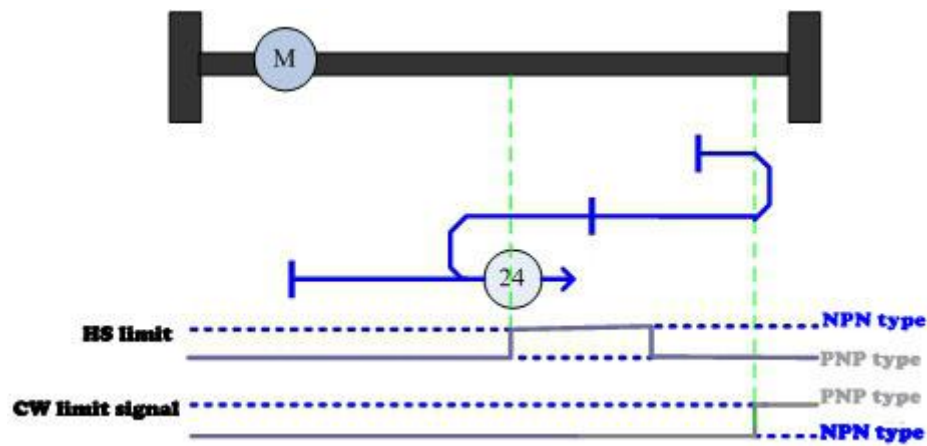 M
24
HS limit
NPN type
PNP type
PNP type
CW limit signal
NPN type